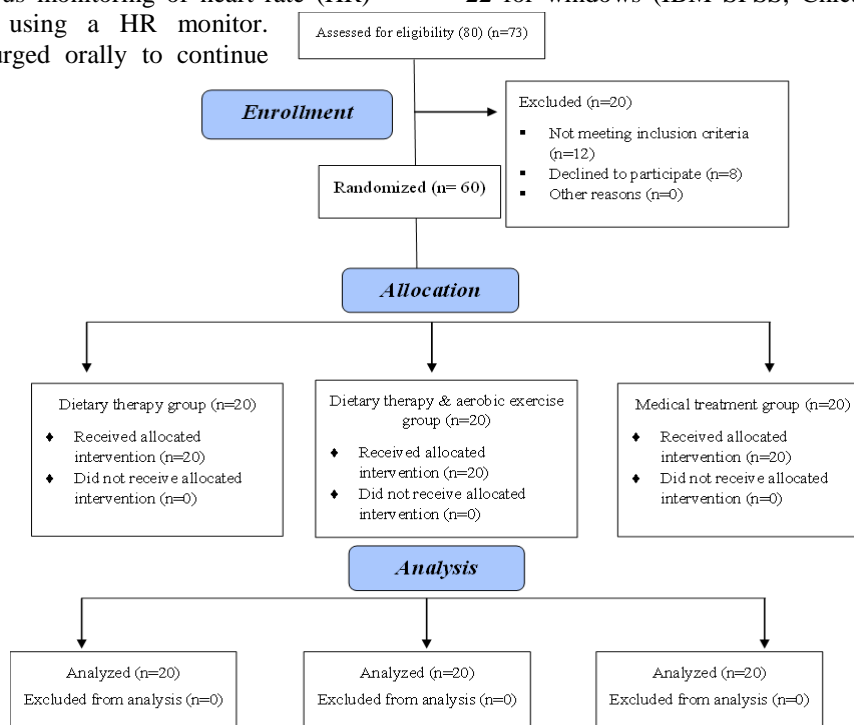 us monitoring of heart rate (HR)
using a HR monitor.
urged orally to continue
22 for windows (IBM SPSS,
Assessed for eligibility (80) (n=73)
Enrollment
Excluded (n=20)
▪ Not meeting inclusion criteria
(n=12)
▪ Declined to participate (n=8)
▪ Other reasons (n=0)
Randomized (n= 60)
Allocation
Dietary therapy group (n=20)
♦ Received allocated
intervention (n=20)
♦ Did not receive allocated
intervention (n=0)
Dietary therapy & aerobic exercise
group (n=20)
♦ Received allocated
intervention (n=20)
♦ Did not receive allocated
intervention (n=0)
Medical treatment group (n=20)
♦ Received allocated
intervention (n=20)
♦ Did not receive allocated
intervention (n=0)
Analysis
Analyzed (n=20)
Excluded from analysis (n=0)
Analyzed (n=20)
Excluded from analysis (n=0)
Analyzed (n=20)
Excluded from analysis (n=0)